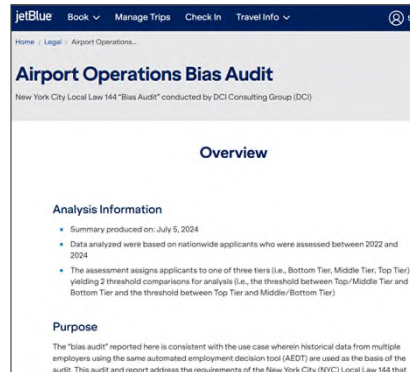 jetBlue Book Manage Trips Check In Travel Info
Home / Legal / Airport Operations...
Airport Operations Bias Audit
New York City Local Law 144 “Bias Audit” conducted by DCI Consulting Group (DCI)
Overview
Analysis Information
• Summary produced on: July 5, 2024
• Data analyzed were based on nationwide applicants who were assessed between 2022 and
2024
• The assessment assigns applicants to one of three tiers (i.e., Bottom Tier, Middle Tier, Top Tier)
yielding 2 threshold comparisons for analysis (i.e., the threshold between Top/Middle Tier and
Bottom Tier and the threshold between Top Tier and Middle/Bottom Tier)
Purpose
The “bias audit” reported here is consistent with the use case wherein historical data from multiple
employers using the same automated employment decision tool (AEDT) are used as the basis of the
audit. This audit and report address the requirements of the New York City (NYC) Local Law 144 that